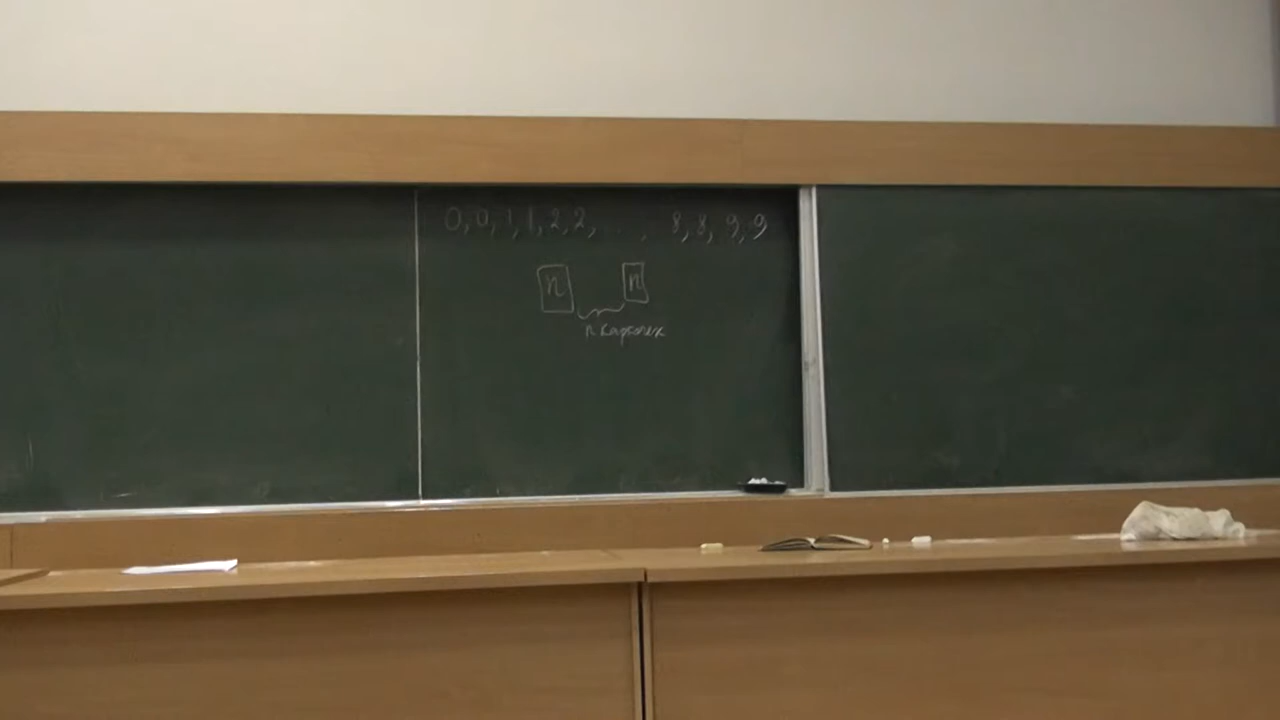 0, 0, 1, 1, 2, 2, . . . , 8, 8, 9, 9
n n
n карточек